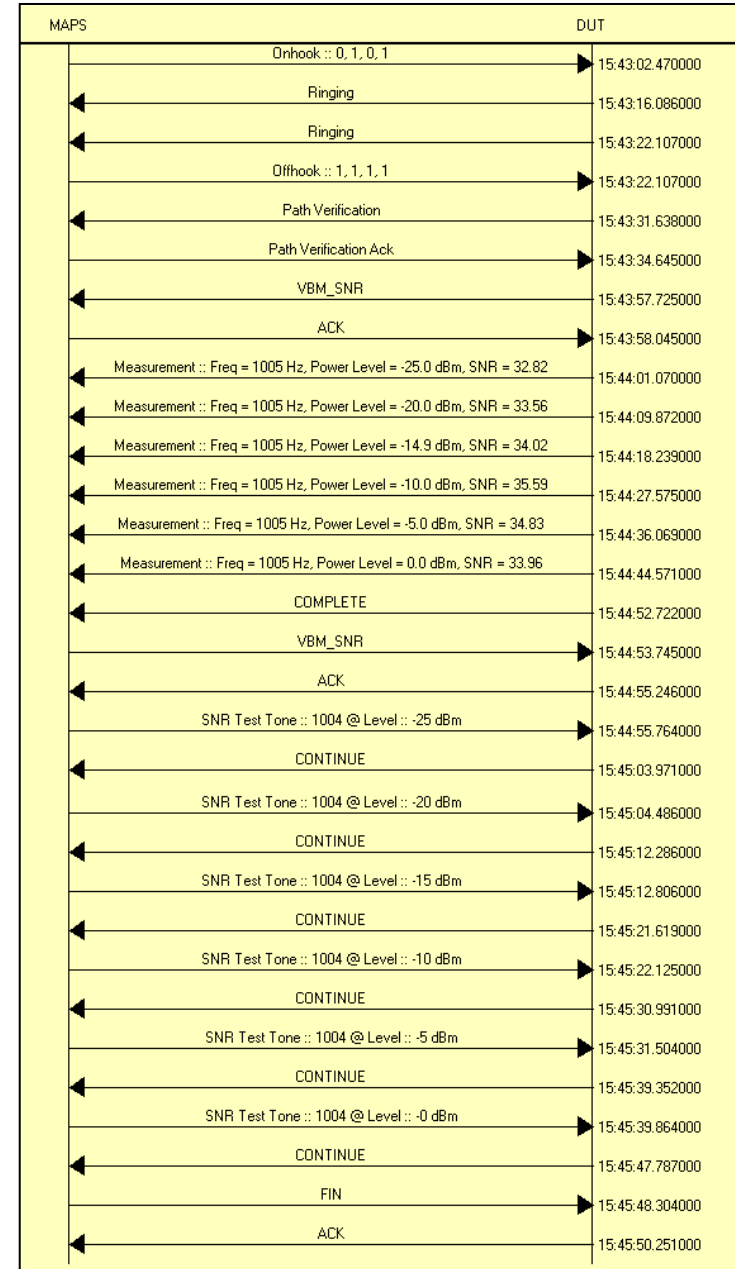 MAPS DUT
Onhook :: 0, 1, 0, 1
15:43:02.470000
Ringing
15:43:16.086000
Ringing
15:43:22.107000
Offhook :: 1, 1, 1, 1
15:43:22.107000
Path Verification
15:43:31.638000
Path Verification Ack
15:43:34.645000
VBM_SNR
15:43:57.725000
ACK
15:43:58.045000
Measurement :: Freq = 1005 Hz, Power Level = -25.0 dBm, SNR = 32.82
15:44:01.070000
Measurement :: Freq = 1005 Hz, Power Level = -20.0 dBm, SNR = 33.56
15:44:09.872000
Measurement :: Freq = 1005 Hz, Power Level = -14.9 dBm, SNR = 34.02
15:44:18.239000
Measurement :: Freq = 1005 Hz, Power Level = -10.0 dBm, SNR = 35.59
15:44:27.575000
Measurement :: Freq = 1005 Hz, Power Level = -5.0 dBm, SNR = 34.83
15:44:36.069000
Measurement :: Freq = 1005 Hz, Power Level = 0.0 dBm, SNR = 33.96
15:44:44.571000
COMPLETE
15:44:52.722000
VBM_SNR
15:44:53.745000
ACK
15:44:55.246000
SNR Test Tone :: 1004 @ Level :: -25 dBm
15:44:55.764000
CONTINUE
15:45:03.971000
SNR Test Tone :: 1004 @ Level :: -20 dBm
15:45:04.486000
CONTINUE
15:45:12.286000
SNR Test Tone :: 1004 @ Level :: -15 dBm
15:45:12.806000
CONTINUE
15:45:21.619000
SNR Test Tone :: 1004 @ Level :: -10 dBm
15:45:22.125000
CONTINUE
15:45:30.991000
SNR Test Tone :: 1004 @ Level :: -5 dBm
15:45:31.504000
CONTINUE
15:45:39.352000
SNR Test Tone :: 1004 @ Level :: -0 dBm
15:45:39.864000
CONTINUE
15:45:47.787000
FIN
15:45:48.304000
ACK
15:45:50.251000